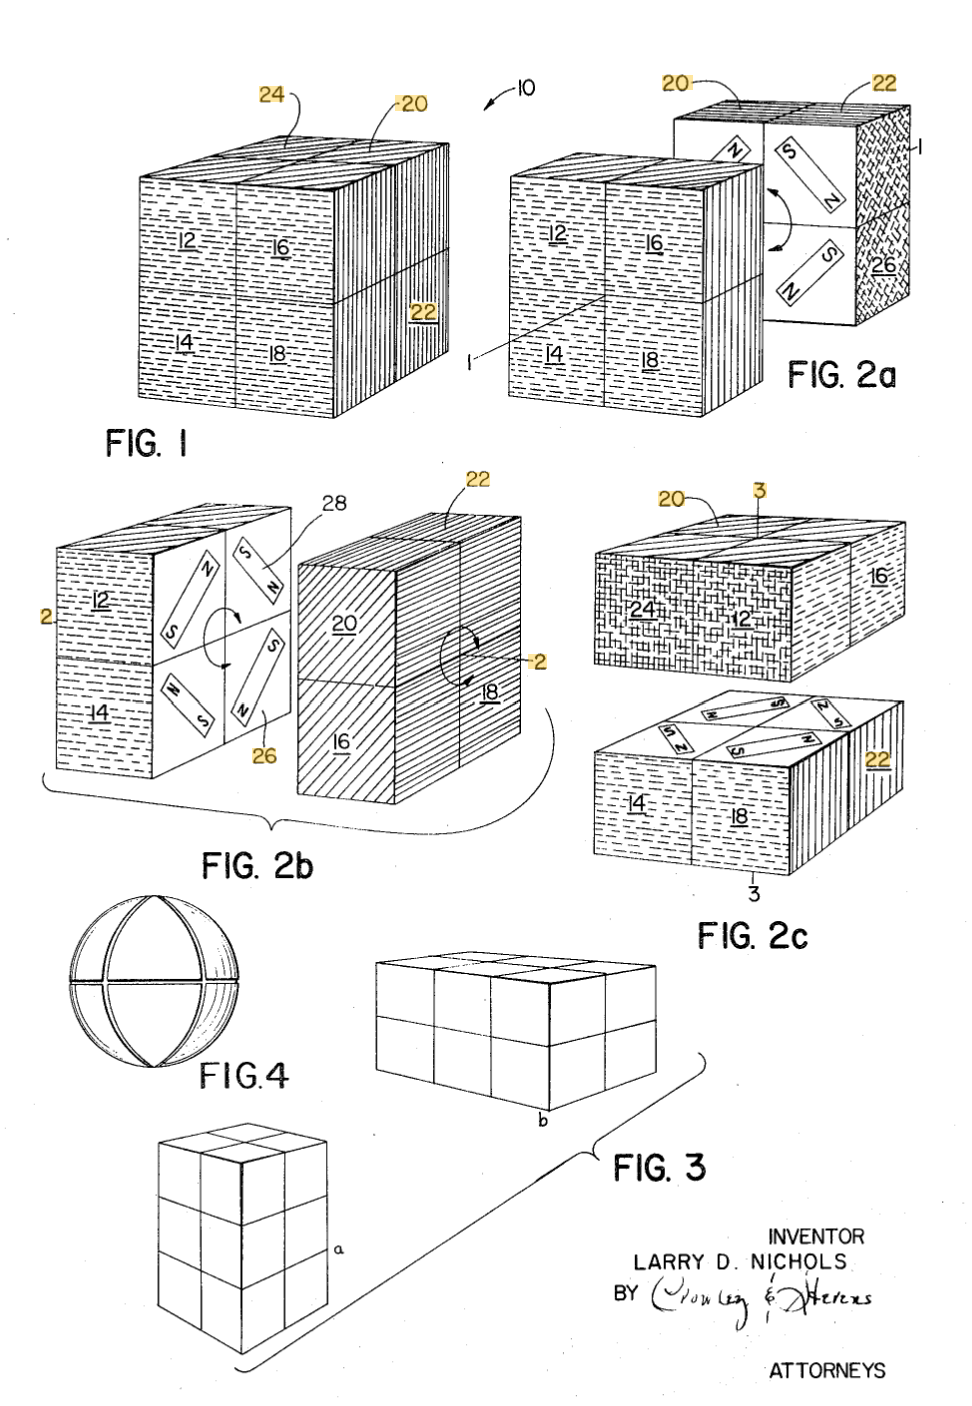 24
20
10
12
16
14
18
22
FIG. 1
20
22
1
N
S
N
S
N
26
12
16
14
18
1
FIG. 2a
22
28
12
14
2
N
S
S
N
N
S
S
N
26
20
16
18
2
FIG. 2b
20
3
24
12
16
N
S
N
S
S
N
S
N
14
18
22
3
FIG. 2c
FIG.4
b
a
FIG. 3
INVENTOR
LARRY D. NICHOLS
BY Crowley & Stevens
ATTORNEYS